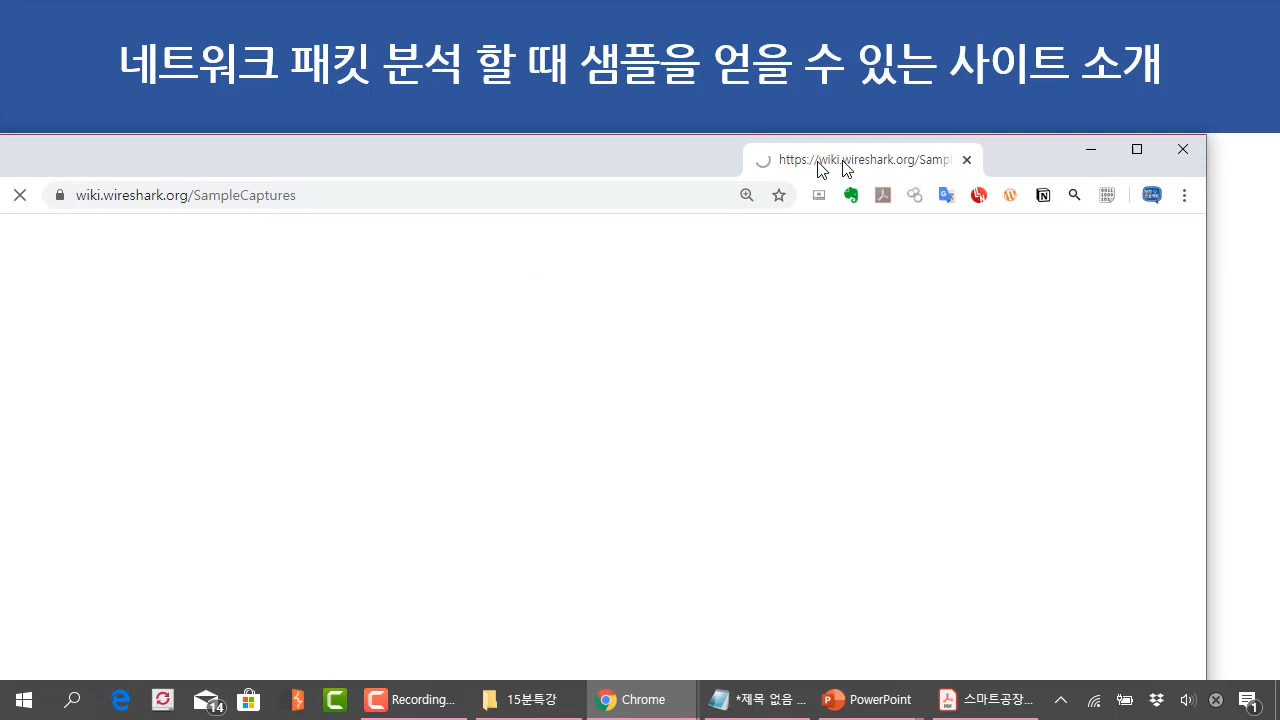 네트워크 패킷 분석 할 때 샘플을 얻을 수 있는 사이트 소개
https://wiki.wireshark.org/Sampl
wiki.wireshark.org/SampleCaptures
14
Recording...
15분특강
Chrome
*제목 없음 ...
PowerPoint
스마트공장...
1